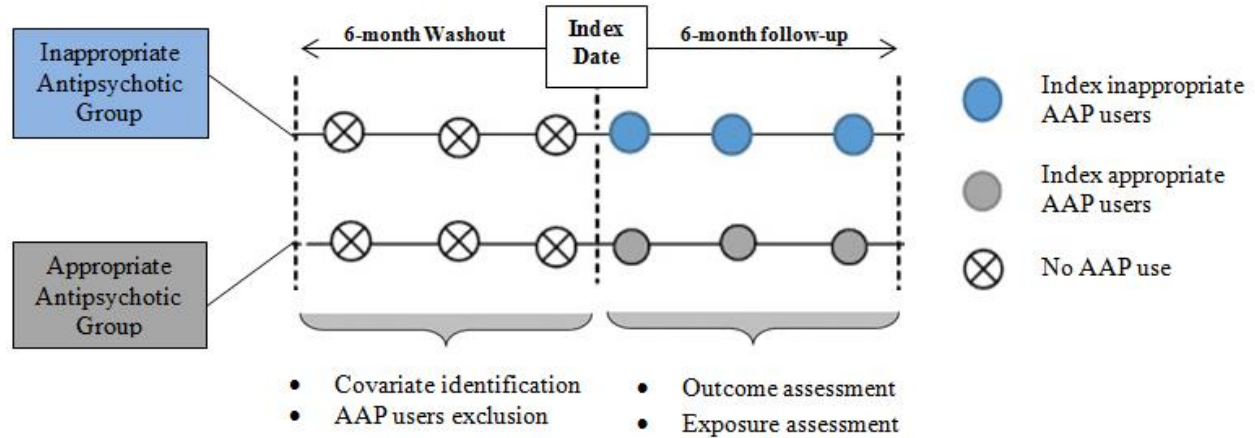 Inappropriate
Antipsychotic
Group
6-month Washout
Index
Date
6-month follow-up
Index inappropriate
AAP users
Index appropriate
AAP users
No AAP use
Appropriate
Antipsychotic
Group
• Covariate identification
• AAP users exclusion
• Outcome assessment
• Exposure assessment